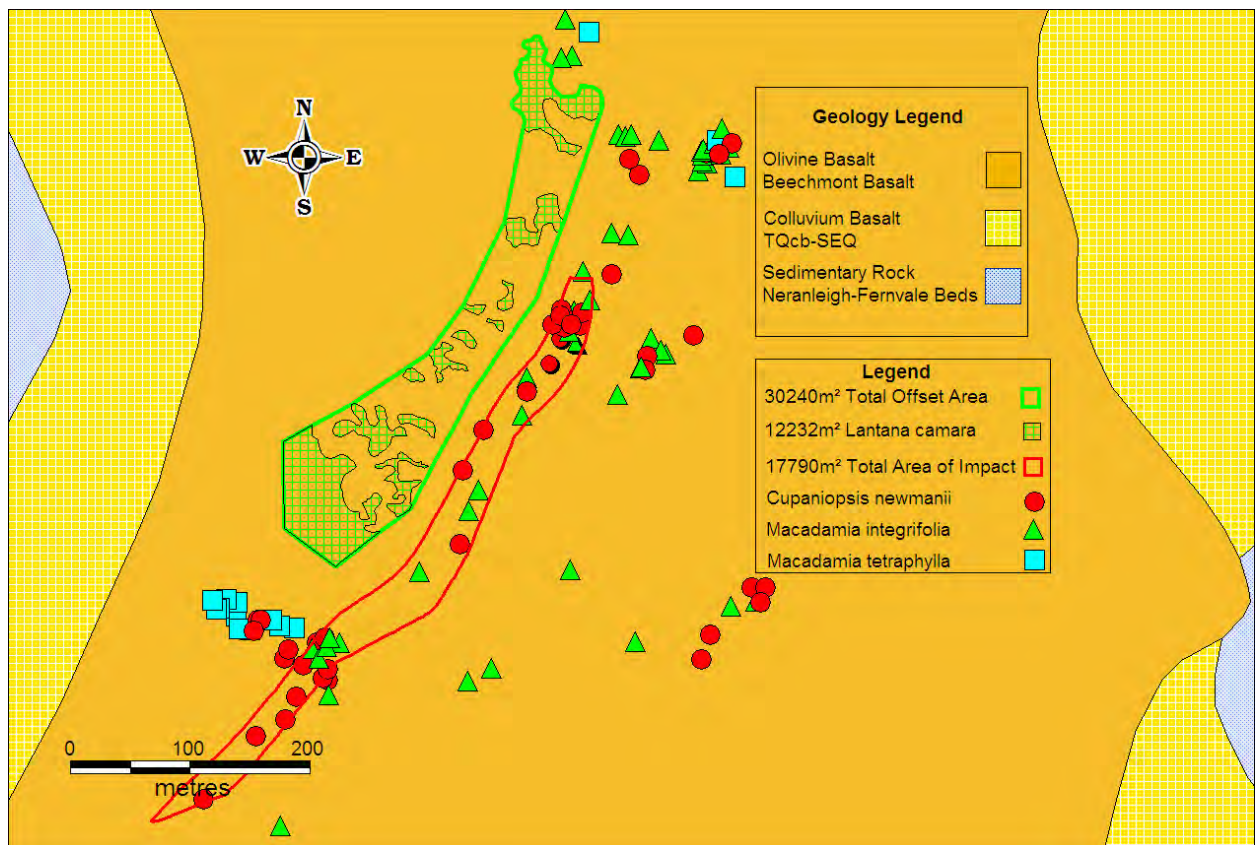 N
W E
S
Geology Legend
Olivine Basalt
Beechmont Basalt
Colluvium Basalt
TQcb-SEQ
Sedimentary Rock
Neranleigh-Fernvale Beds
Legend
30240m² Total Offset Area
12232m² Lantana camara
17790m² Total Area of Impact
Cupaniopsis newmanii
Macadamia integrifolia
Macadamia tetraphylla
0 100 200
metres